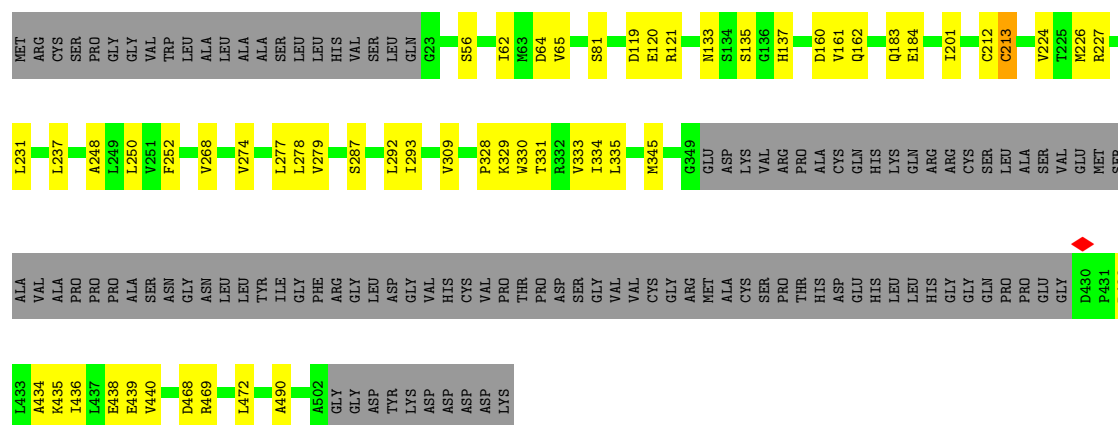 MET ARG CYS SER PRO GLY GLY VAL TRP LEU ALA LEU ALA ALA SER LEU LEU HIS VAL SER LEU GLN G23 S56 I62 M63 D64 V65 S81 D119 E120 R121 N133 S134 S135 G136 H137 D160 V161 Q162 Q183 E184 I201 C212 C213 V224 T225 M226 R227
L231 L237 A248 L249 L250 V251 F252 V268 V274 L277 L278 V279 S287 L292 I293 V309 P328 K329 W330 T331 R332 V333 I334 L335 M345 G349 GLU ASP LYS VAL ARG PRO ALA CYS GLN HIS LYS GLN ARG ARG CYS SER LEU ALA SER VAL GLU MET SER
ALA VAL ALA PRO PRO PRO ALA SER ASN GLY ASN LEU LEU TYR ILE GLY PHE ARG GLY LEU ASP GLY VAL HIS CYS VAL PRO THR PRO ASP SER GLY VAL VAL CYS GLY ARG MET ALA CYS SER PRO THR HIS ASP GLU HIS LEU LEU HIS GLY GLY GLN PRO PRO GLU GLY D430 P431
L433 A434 K435 I436 L437 E438 E439 V440 D468 R469 L472 A490 A502 GLY GLY ASP TYR LYS ASP ASP ASP ASP LYS